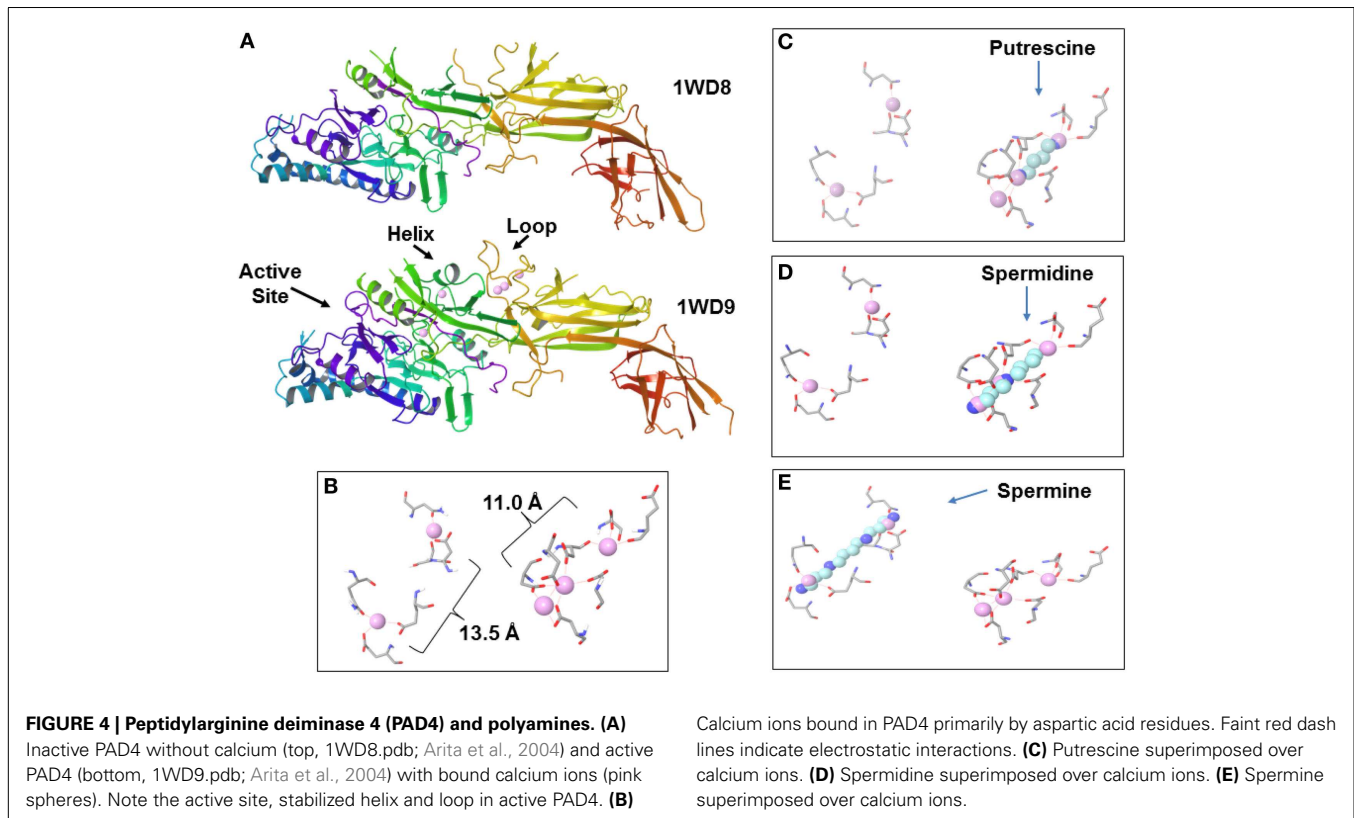 A
1WD8
Helix
Loop
Active
Site
1WD9
B
11.0 Å
13.5 Å
C
Putrescine
D
Spermidine
E
Spermine
FIGURE 4 | Peptidylarginine deiminase 4 (PAD4) and polyamines. (A)
Inactive PAD4 without calcium (top, 1WD8.pdb; Arita et al., 2004) and active
PAD4 (bottom, 1WD9.pdb; Arita et al., 2004) with bound calcium ions (pink
spheres). Note the active site, stabilized helix and loop in active PAD4. (B)
Calcium ions bound in PAD4 primarily by aspartic acid residues. Faint red dash
lines indicate electrostatic interactions. (C) Putrescine superimposed over
calcium ions. (D) Spermidine superimposed over calcium ions. (E) Spermine
superimposed over calcium ions.